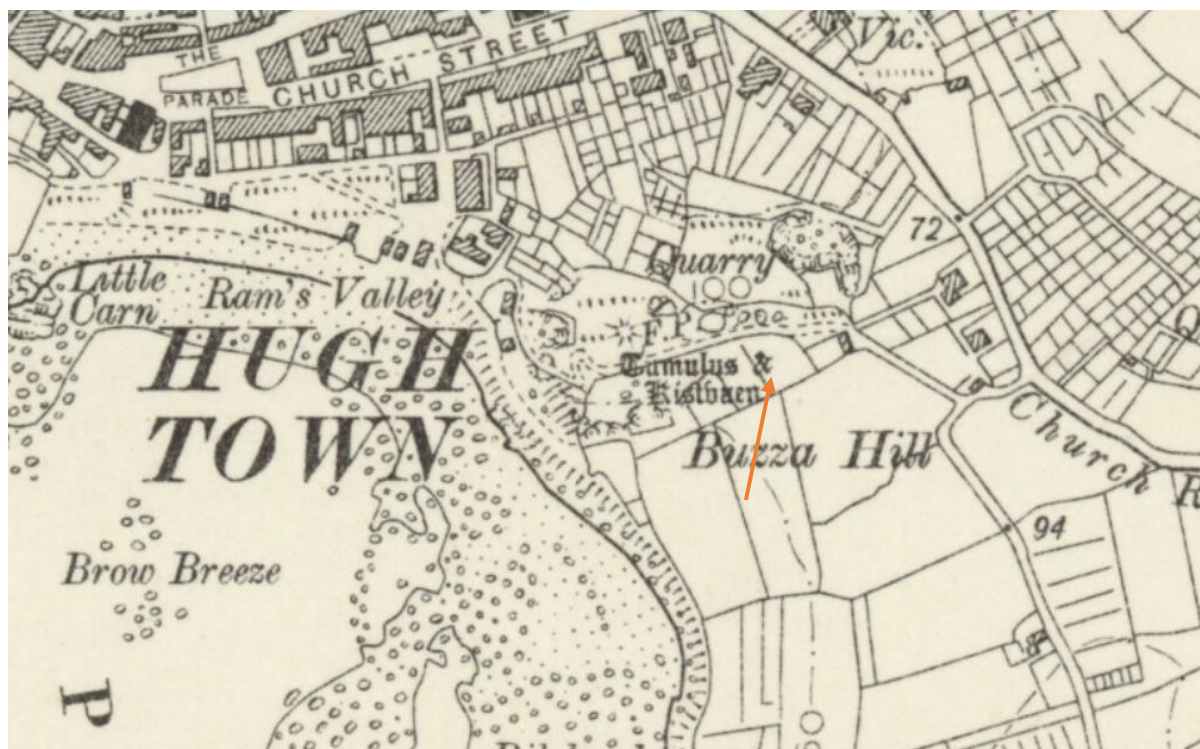 Vic.
THE
PARADE
CHURCH STREET
72
Quarry
Little
Carn
Ram's Valley
F.P.
Tumulus &
Kistvaen
HUGH
TOWN
Church R
Buzza Hill
94
Brow Breeze
P